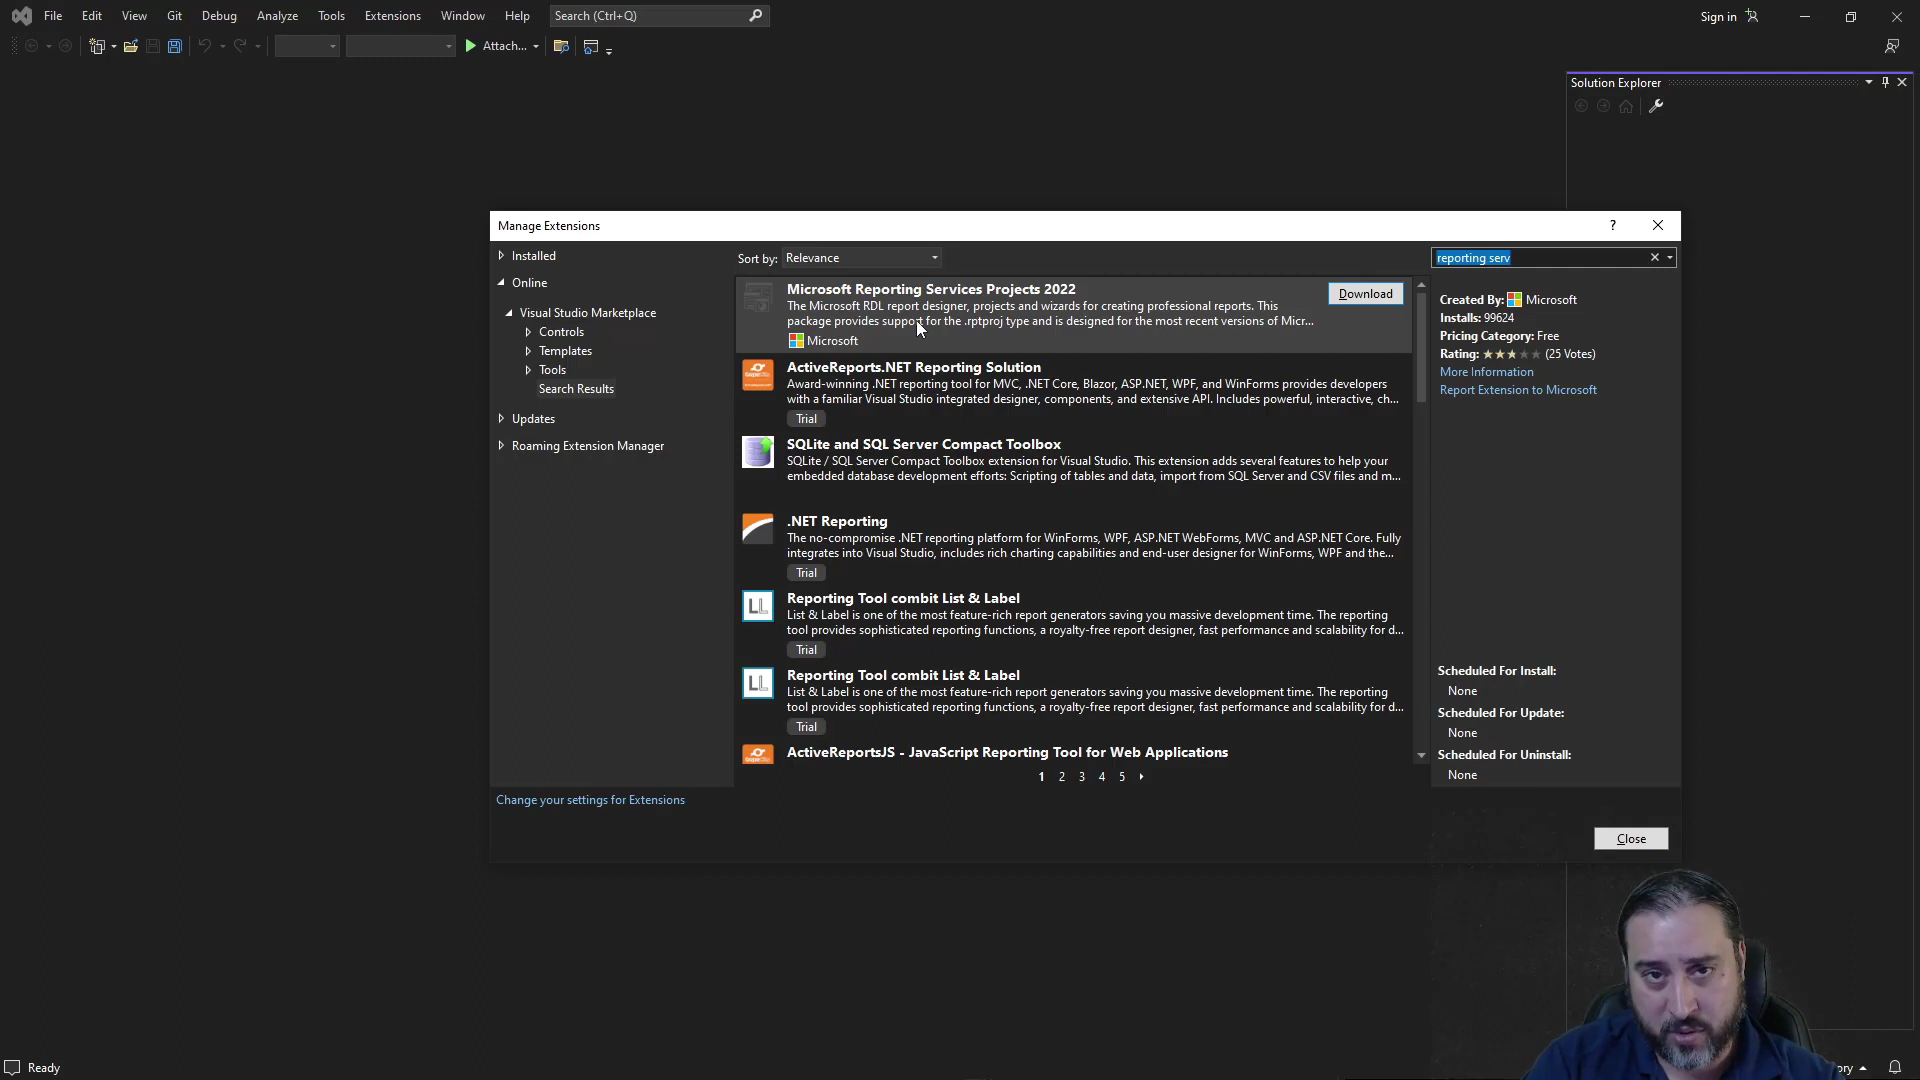 File Edit View Git Debug Analyze Tools Extensions Window Help Search (Ctrl+Q) Sign in
Attach...
Solution Explorer
Manage Extensions
Installed
Online
Visual Studio Marketplace
Controls
Templates
Tools
Search Results
Updates
Roaming Extension Manager
Change your settings for Extensions
Sort by: Relevance
Microsoft Reporting Services Projects 2022
The Microsoft RDL report designer, projects and wizards for creating professional reports. This
package provides support for the .rptproj type and is designed for the most recent versions of Micr...
Microsoft
Download
ActiveReports.NET Reporting Solution
Award-winning .NET reporting tool for MVC, .NET Core, Blazor, ASP.NET, WPF, and WinForms provides developers
with a familiar Visual Studio integrated designer, components, and extensive API. Includes powerful, interactive, ch...
Trial
SQLite and SQL Server Compact Toolbox
SQLite / SQL Server Compact Toolbox extension for Visual Studio. This extension adds several features to help your
embedded database development efforts: Scripting of tables and data, import from SQL Server and CSV files and m...
.NET Reporting
The no-compromise .NET reporting platform for WinForms, WPF, ASP.NET WebForms, MVC and ASP.NET Core. Fully
integrates into Visual Studio, includes rich charting capabilities and end-user designer for WinForms, WPF and the...
Trial
LL
Reporting Tool combit List & Label
List & Label is one of the most feature-rich report generators saving you massive development time. The reporting
tool provides sophisticated reporting functions, a royalty-free report designer, fast performance and scalability for d...
Trial
LL
Reporting Tool combit List & Label
List & Label is one of the most feature-rich report generators saving you massive development time. The reporting
tool provides sophisticated reporting functions, a royalty-free report designer, fast performance and scalability for d...
Trial
ActiveReportsJS - JavaScript Reporting Tool for Web Applications
1 2 3 4 5
reporting serv
Created By: Microsoft
Installs: 99624
Pricing Category: Free
Rating: (25 Votes)
More Information
Report Extension to Microsoft
Scheduled For Install:
None
Scheduled For Update:
None
Scheduled For Uninstall:
None
Close
Ready
ory